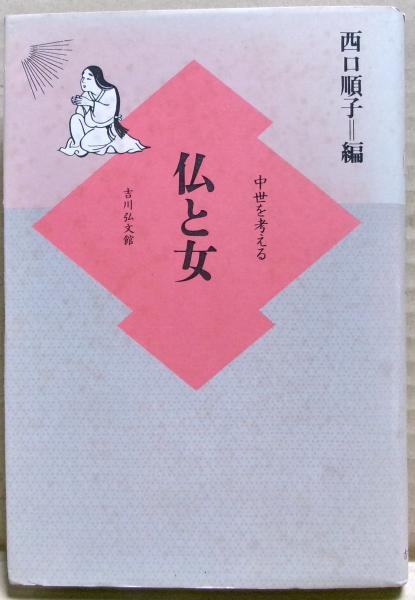 西口順子＝編
中世を考える
仏と女
吉川弘文館